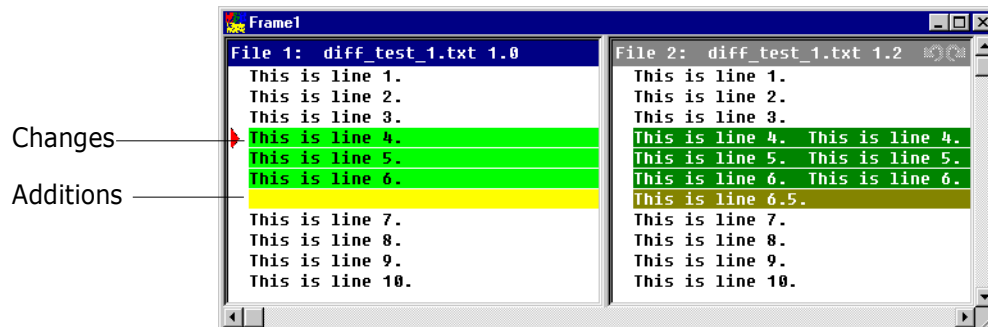 Frame1
File 1: diff_test_1.txt 1.0
This is line 1.
This is line 2.
This is line 3.
This is line 4.
This is line 5.
This is line 6.
This is line 7.
This is line 8.
This is line 9.
This is line 10.
File 2: diff_test_1.txt 1.2
This is line 1.
This is line 2.
This is line 3.
This is line 4. This is line 4.
This is line 5. This is line 5.
This is line 6. This is line 6.
This is line 6.5.
This is line 7.
This is line 8.
This is line 9.
This is line 10.
Changes
Additions